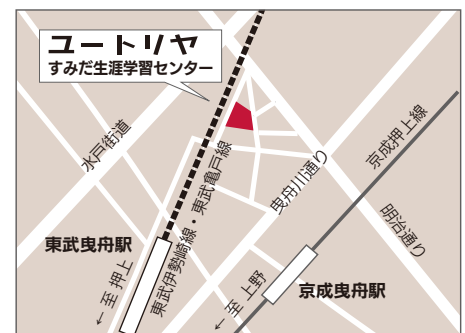 ユートリヤ
すみだ生涯学習センター
水戸街道
東武伊勢崎線・東武亀戸線
曳舟川通り
京成押上線
明治通り
東武曳舟駅
← 至 押上
← 至 上野
京成曳舟駅